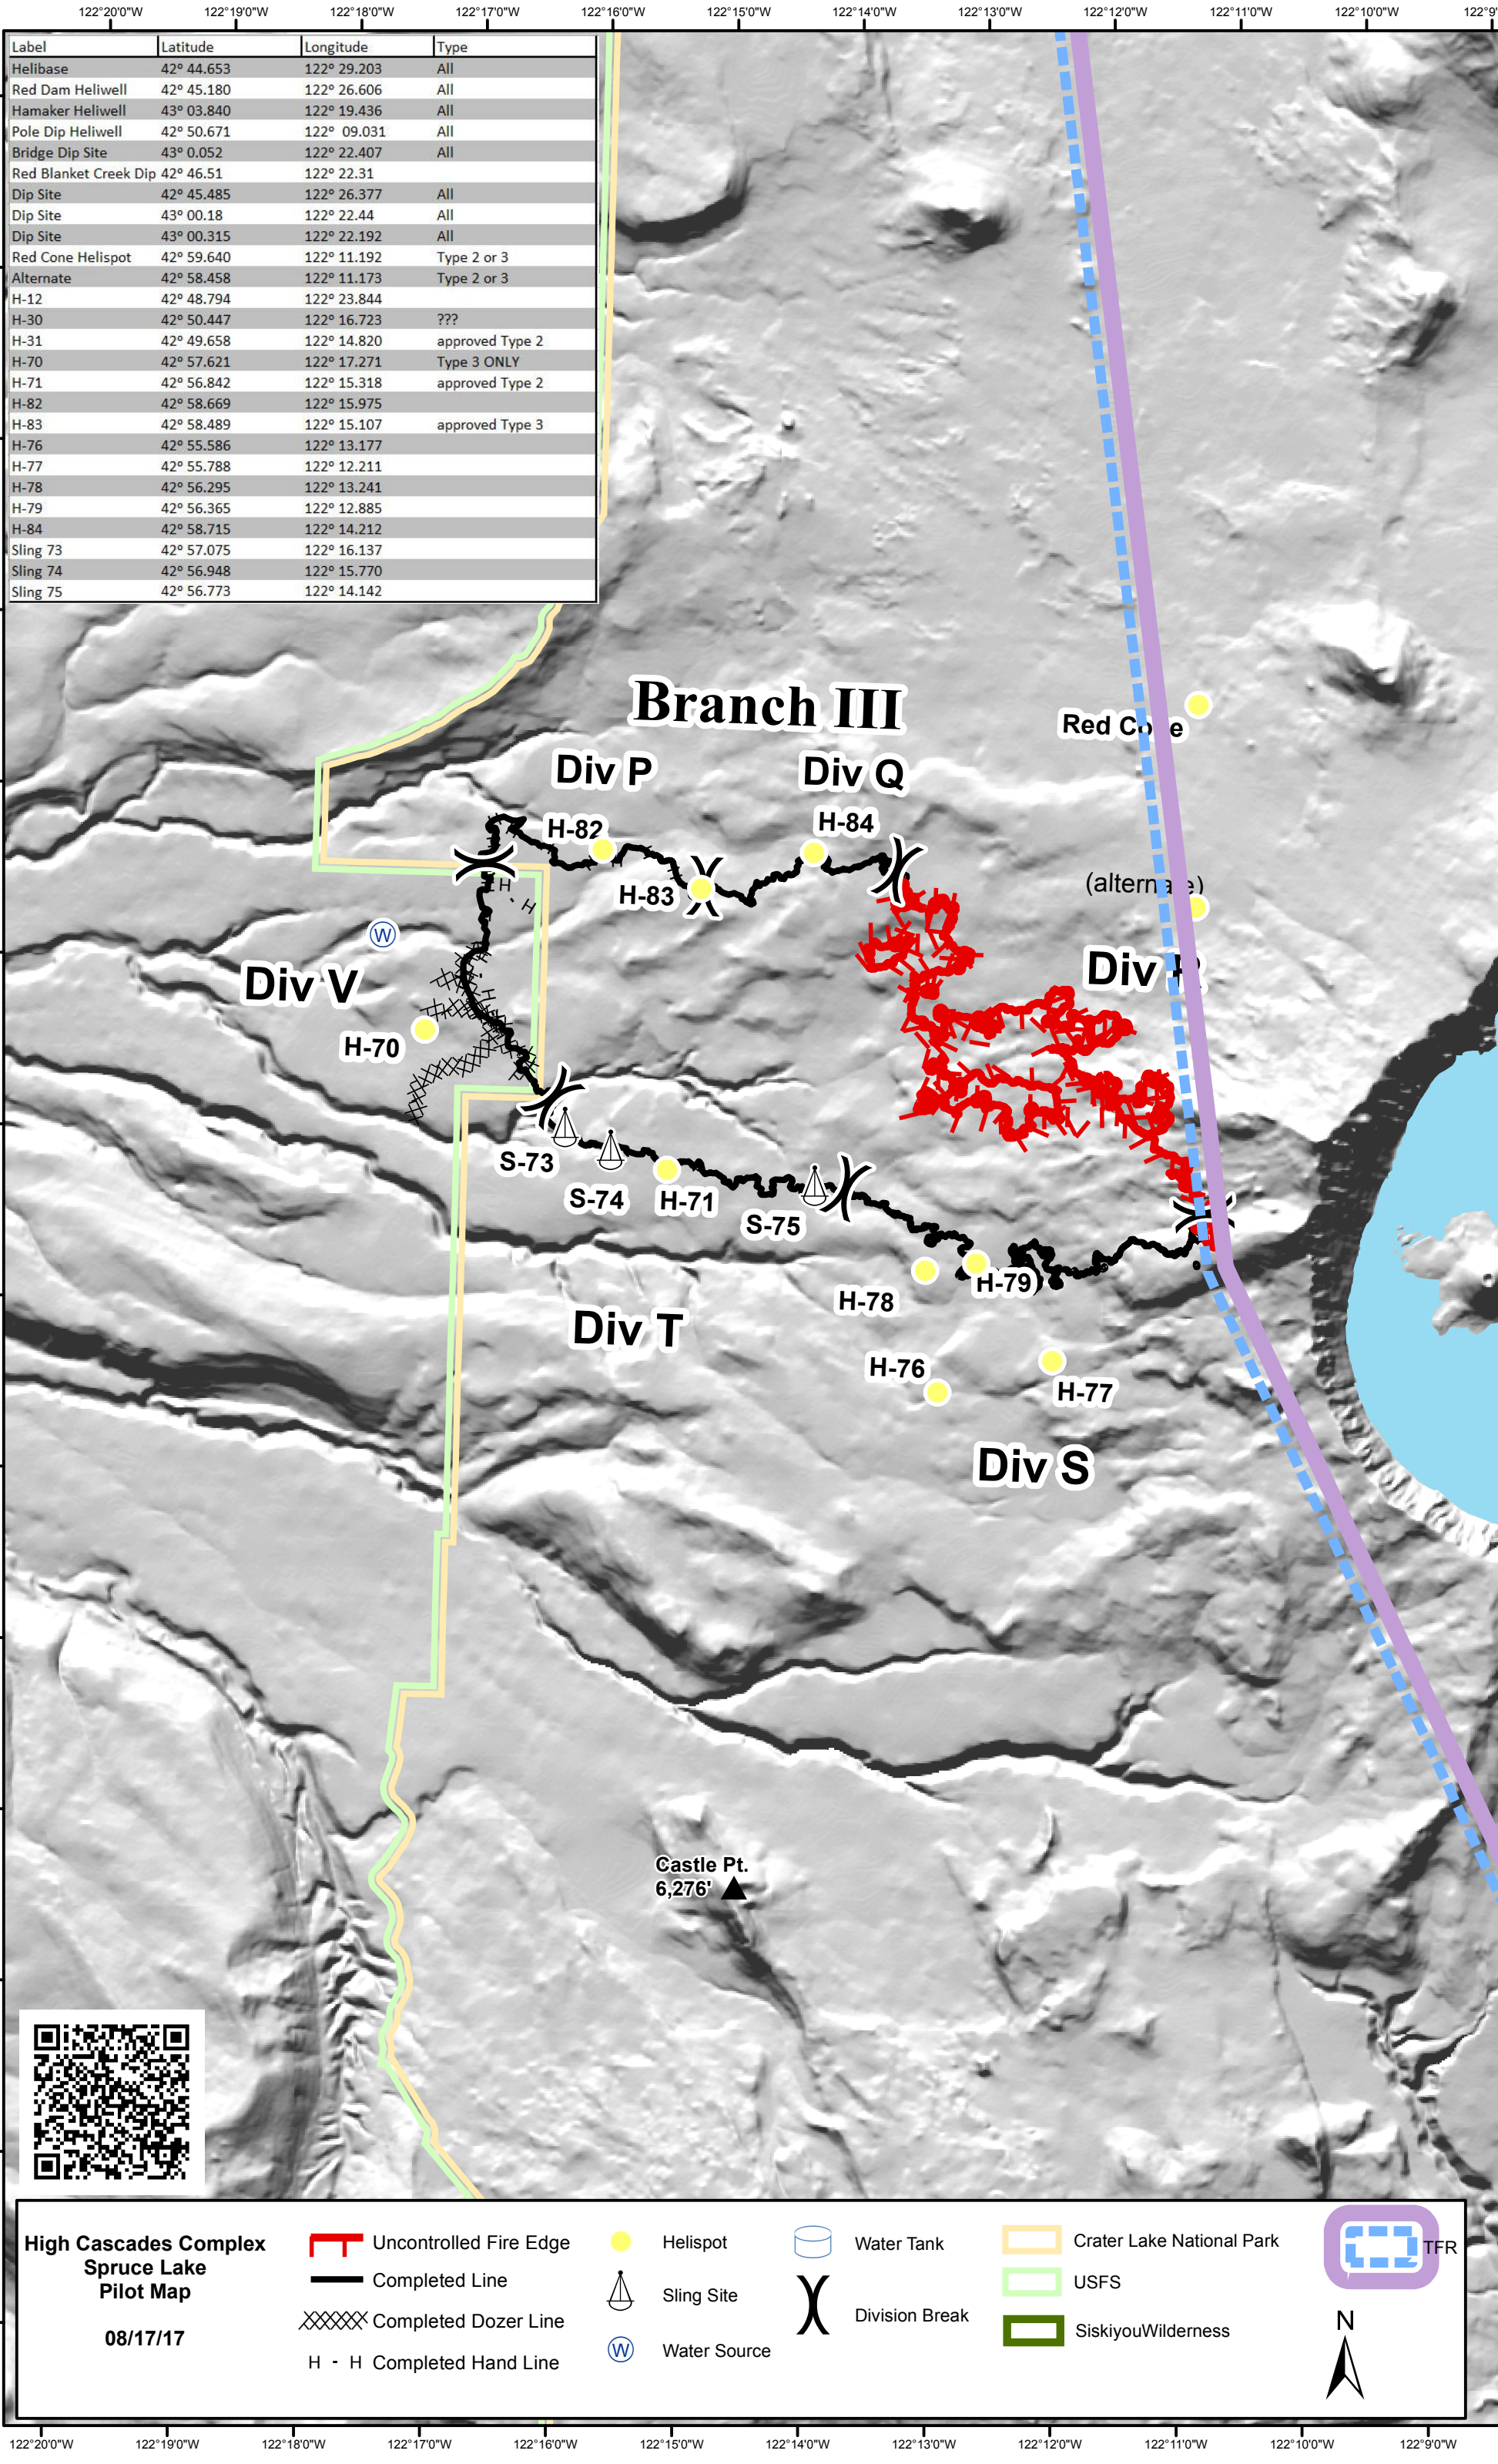 122°20'0"W 122°19'0"W 122°18'0"W 122°17'0"W 122°16'0"W 122°15'0"W 122°14'0"W 122°13'0"W 122°12'0"W 122°11'0"W 122°10'0"W 122°9'
Label Latitude Longitude Type
Helibase 42° 44.653 122° 29.203 All
Red Dam Heliwell 42° 45.180 122° 26.606 All
Hamaker Heliwell 43° 03.840 122° 19.436 All
Pole Dip Heliwell 42° 50.671 122° 09.031 All
Bridge Dip Site 43° 0.052 122° 22.407 All
Red Blanket Creek Dip 42° 46.51 122° 22.31
Dip Site 42° 45.485 122° 26.377 All
Dip Site 43° 00.18 122° 22.44 All
Dip Site 43° 00.315 122° 22.192 All
Red Cone Helispot 42° 59.640 122° 11.192 Type 2 or 3
Alternate 42° 58.458 122° 11.173 Type 2 or 3
H-12 42° 48.794 122° 23.844
H-30 42° 50.447 122° 16.723 ???
H-31 42° 49.658 122° 14.820 approved Type 2
H-70 42° 57.621 122° 17.271 Type 3 ONLY
H-71 42° 56.842 122° 15.318 approved Type 2
H-82 42° 58.669 122° 15.975
H-83 42° 58.489 122° 15.107 approved Type 3
H-76 42° 55.586 122° 13.177
H-77 42° 55.788 122° 12.211
H-78 42° 56.295 122° 13.241
H-79 42° 56.365 122° 12.885
H-84 42° 58.715 122° 14.212
Sling 73 42° 57.075 122° 16.137
Sling 74 42° 56.948 122° 15.770
Sling 75 42° 56.773 122° 14.142
Branch III
Red Cone
Div P
Div Q
H-82
H-84
H-83
(alternate)
H
- H
W
Div V
Div R
H
H-70
S-73
S-74
H-71
S-75
H-79
H-78
Div T
H-76
H-77
Div S
Castle Pt.
6,276'
High Cascades Complex
Spruce Lake
Pilot Map
08/17/17
Uncontrolled Fire Edge
Completed Line
Completed Dozer Line
H - H Completed Hand Line
Helispot
Sling Site
W Water Source
Water Tank
Division Break
Crater Lake National Park
USFS
SiskiyouWilderness
TFR
N
122°20'0"W 122°19'0"W 122°18'0"W 122°17'0"W 122°16'0"W 122°15'0"W 122°14'0"W 122°13'0"W 122°12'0"W 122°11'0"W 122°10'0"W 122°9'0"W